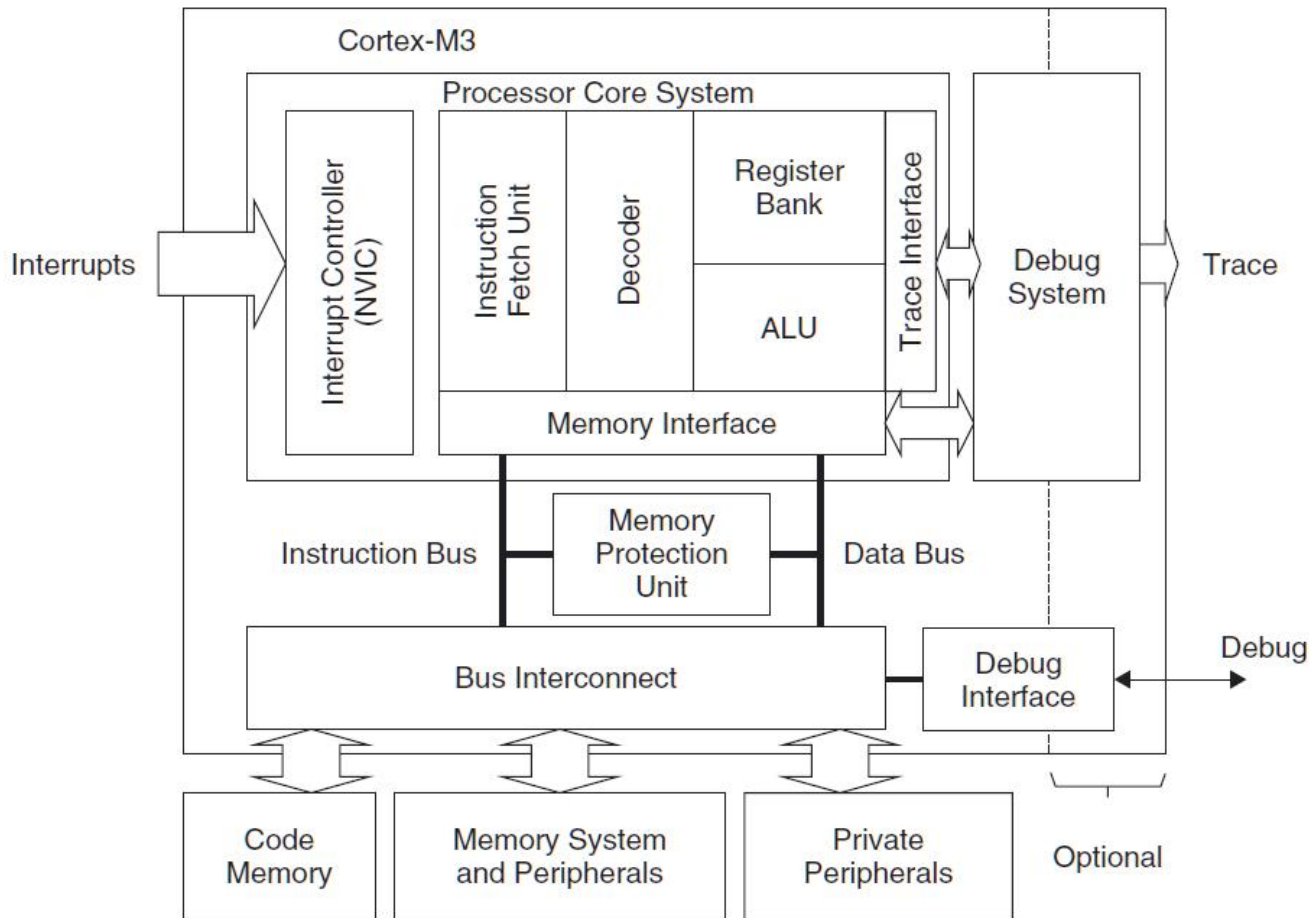 Cortex-M3
Processor Core System
Interrupts
Interrupt Controller
(NVIC)
Instruction
Fetch Unit
Decoder
Register
Bank
ALU
Trace Interface
Debug
System
Trace
Memory Interface
Instruction Bus
Memory
Protection
Unit
Data Bus
Bus Interconnect
Debug
Interface
Debug
Code
Memory
Memory System
and Peripherals
Private
Peripherals
Optional